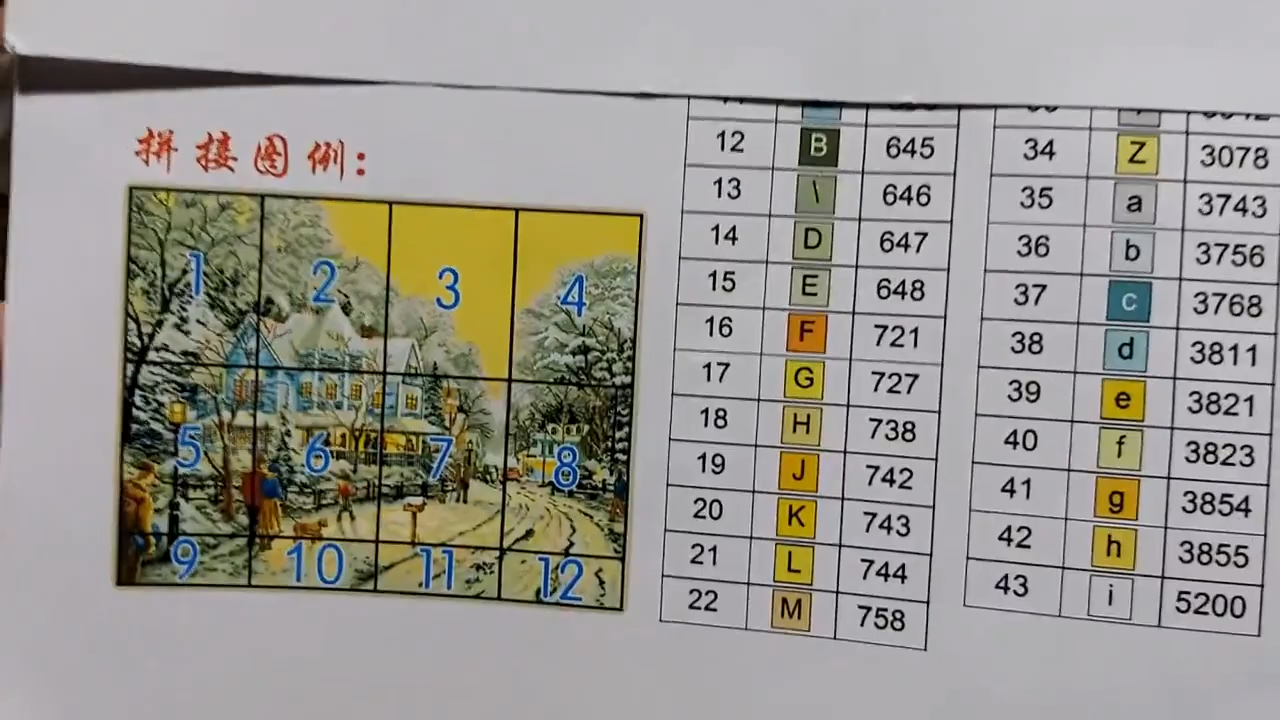 拼接图例:
1 2 3 4
5 6 7 8
9 10 11 12
12 B 645
13 \ 646
14 D 647
15 E 648
16 F 721
17 G 727
18 H 738
19 J 742
20 K 743
21 L 744
22 M 758
34 Z 3078
35 a 3743
36 b 3756
37 c 3768
38 d 3811
39 e 3821
40 f 3823
41 g 3854
42 h 3855
43 i 5200